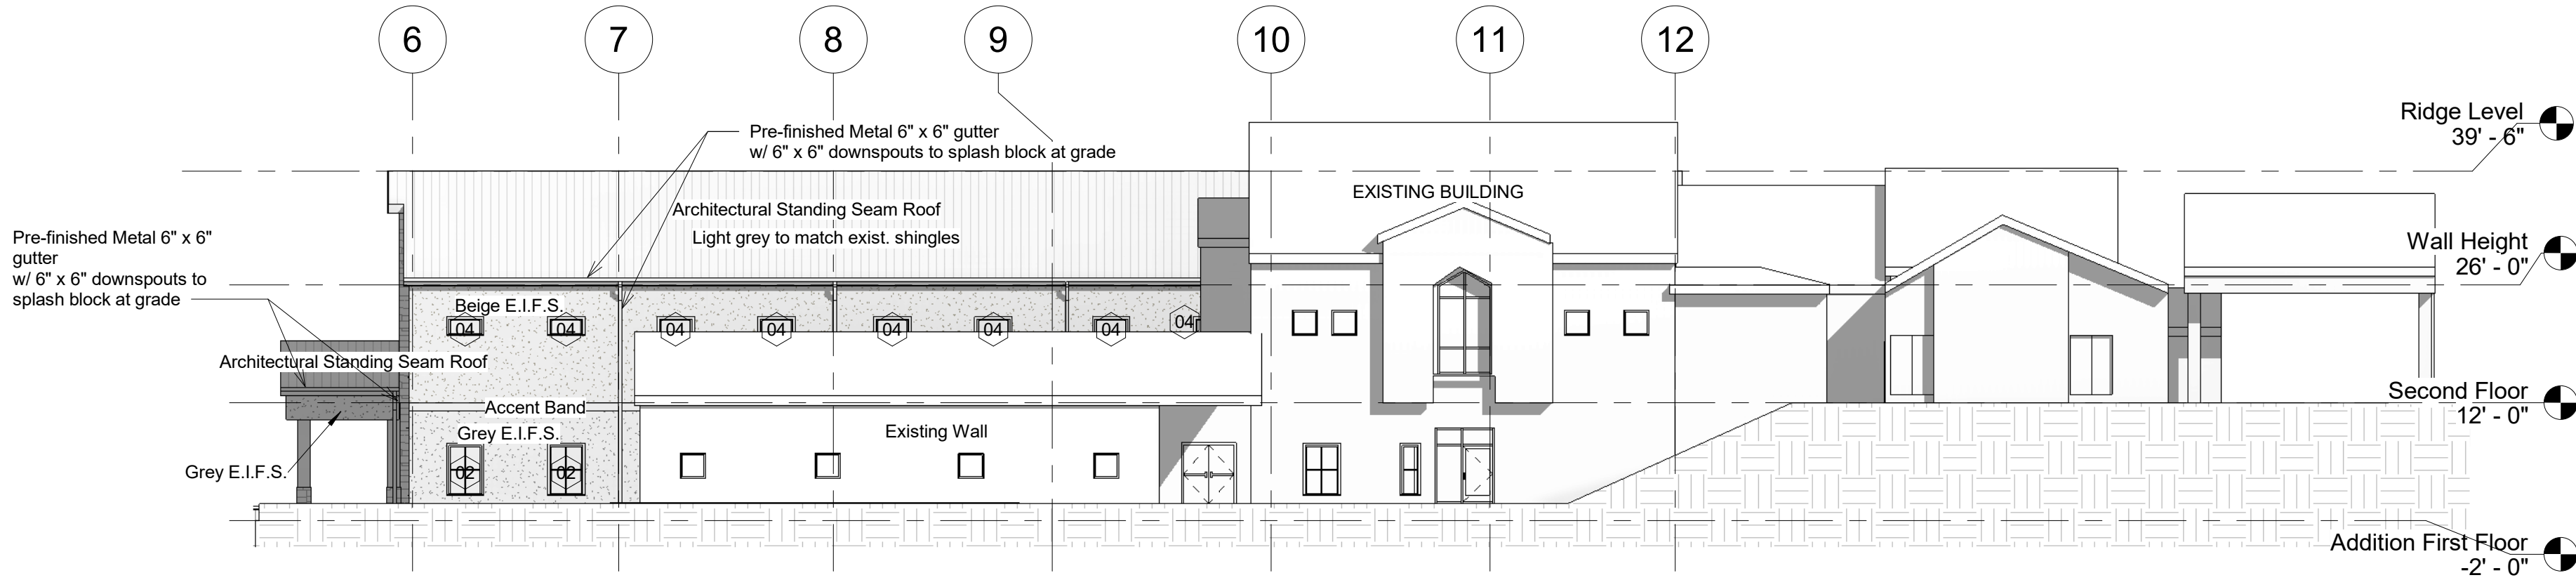 6
7
8
9
10
11
12
Ridge Level
39' - 6"
Pre-finished Metal 6" x 6" gutter
w/ 6" x 6" downspouts to splash block at grade
EXISTING BUILDING
Architectural Standing Seam Roof
Light grey to match exist. shingles
Pre-finished Metal 6" x 6"
gutter
w/ 6" x 6" downspouts to
splash block at grade
Wall Height
26' - 0"
Beige E.I.F.S.
04
04
04
04
04
04
04
04
Architectural Standing Seam Roof
Second Floor
12' - 0"
Accent Band
Grey E.I.F.S.
Existing Wall
Grey E.I.F.S.
02
02
Addition First Floor
-2' - 0"